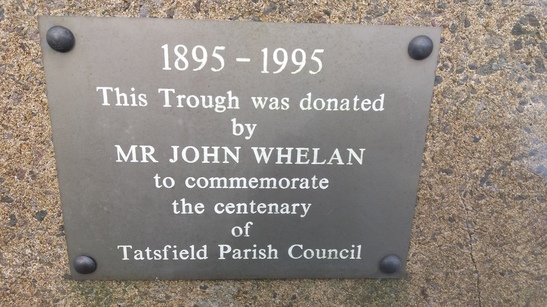 1895 - 1995
This Trough was donated
by
MR JOHN WHELAN
to commemorate
the centenary
of
Tatsfield Parish Council